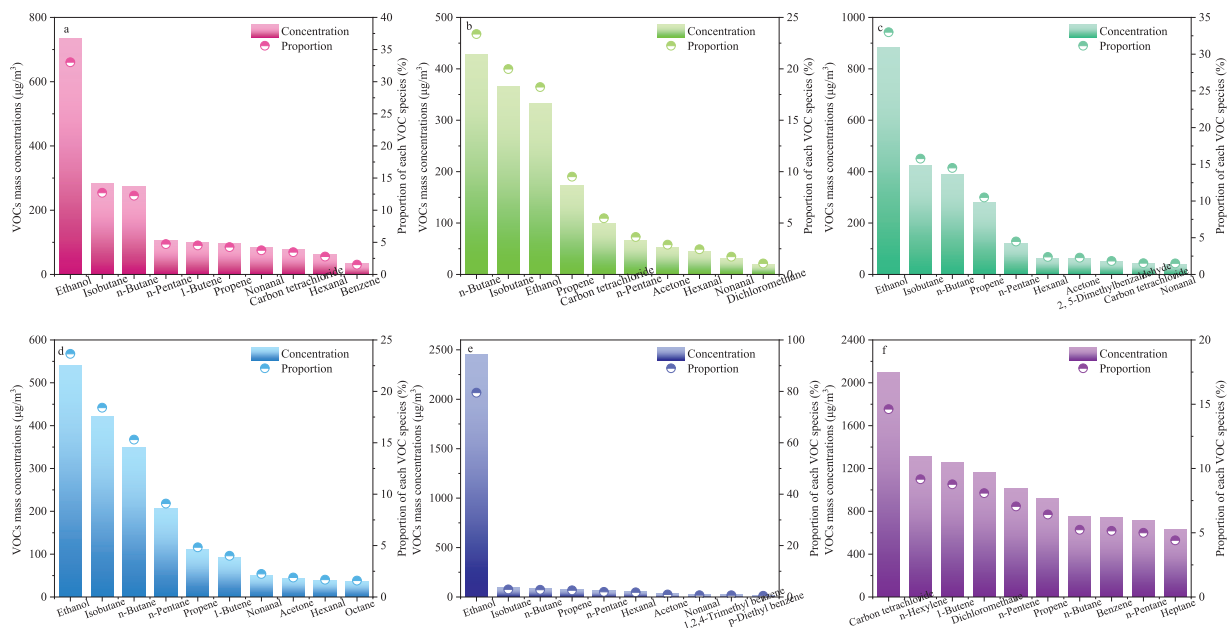 a
Concentration
Proportion
VOCs mass concentrations (μg/m³)
Proportion of each VOC species (%)
800
600
400
200
0
40
35
30
25
20
15
10
5
0
Ethanol
Isobutane
n-Butane
n-Pentane
1-Butene
Propene
Nonanal
Carbon tetrachloride
Hexanal
Benzene
b
Concentration
Proportion
VOCs mass concentrations (μg/m³)
Proportion of each VOC species (%)
500
400
300
200
100
0
25
20
15
10
5
0
n-Butane
Isobutane
Ethanol
Propene
Carbon tetrachloride
n-Pentane
Acetone
Hexanal
Nonanal
Dichloromethane
c
Concentration
Proportion
VOCs mass concentrations (μg/m³)
Proportion of each VOC species (%)
1000
800
600
400
200
0
35
30
25
20
15
10
5
0
Ethanol
Isobutane
n-Butane
Propene
n-Pentane
Hexanal
Acetone
2, 5-Dimethylbenzaldehyde
Carbon tetrachloride
Nonanal
d
Concentration
Proportion
VOCs mass concentrations (μg/m³)
Proportion of each VOC species (%)
600
500
400
300
200
100
0
25
20
15
10
5
0
Ethanol
Isobutane
n-Butane
n-Pentane
Propene
1-Butene
Nonanal
Acetone
Hexanal
Octane
e
Concentration
Proportion
VOCs mass concentrations (μg/m³)
Proportion of each VOC species (%)
2500
2000
1500
1000
500
0
100
80
60
40
20
0
Ethanol
Isobutane
n-Butane
Propene
n-Pentane
Hexanal
Acetone
Nonanal
1,2,4-Trimethyl benzene
p-Diethyl benzene
f
Concentration
Proportion
VOCs mass concentrations (μg/m³)
Proportion of each VOC species (%)
2400
2000
1600
1200
800
400
0
20
15
10
5
0
Carbon tetrachloride
n-Hexylene
1-Butene
Dichloromethane
n-Pentene
Propene
n-Butane
Benzene
n-Pentane
Heptane